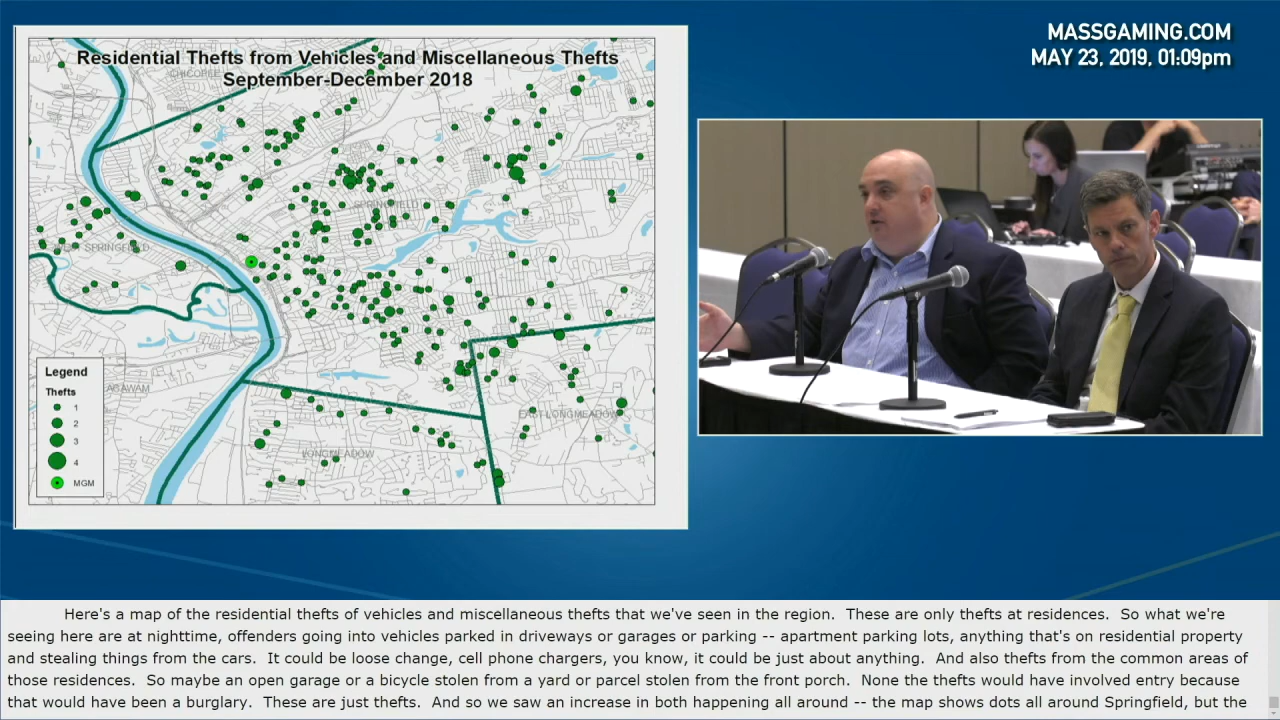 MASSGAMING.COM
MAY 23, 2019, 01:09pm
Residential Thefts from Vehicles and Miscellaneous Thefts
September-December 2018
CHICOPEE
SPRINGFIELD
WEST SPRINGFIELD
AGAWAM
LONGMEADOW
EAST LONGMEADOW
Legend
Thefts
1
2
3
4
MGM
Here's a map of the residential thefts of vehicles and miscellaneous thefts that we've seen in the region. These are only thefts at residences. So what we're
seeing here are at nighttime, offenders going into vehicles parked in driveways or garages or parking -- apartment parking lots, anything that's on residential property
and stealing things from the cars. It could be loose change, cell phone chargers, you know, it could be just about anything. And also thefts from the common areas of
those residences. So maybe an open garage or a bicycle stolen from a yard or parcel stolen from the front porch. None the thefts would have involved entry because
that would have been a burglary. These are just thefts. And so we saw an increase in both happening all around -- the map shows dots all around Springfield, but the